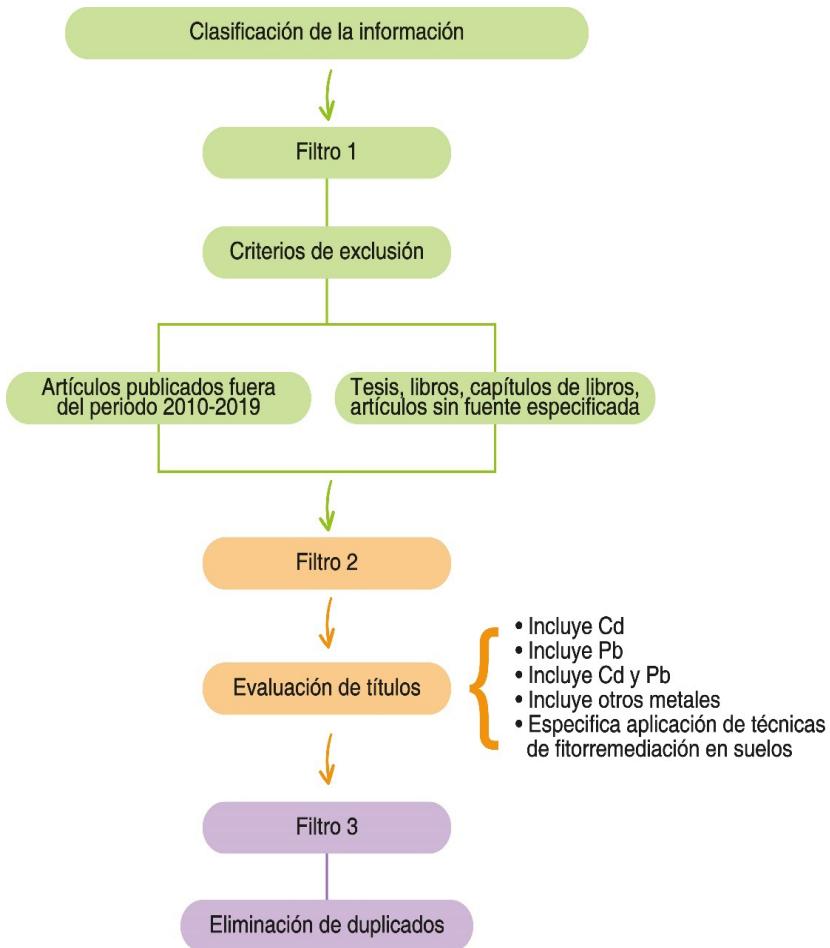 Clasificación de la información
Filtro 1
Criterios de exclusión
Artículos publicados fuera
del periodo 2010-2019
Tesis, libros, capítulos de libros,
artículos sin fuente especificada
Filtro 2
Evaluación de títulos
• Incluye Cd
• Incluye Pb
• Incluye Cd y Pb
• Incluye otros metales
• Especifica aplicación de técnicas
de fitorremediación en suelos
Filtro 3
Eliminación de duplicados